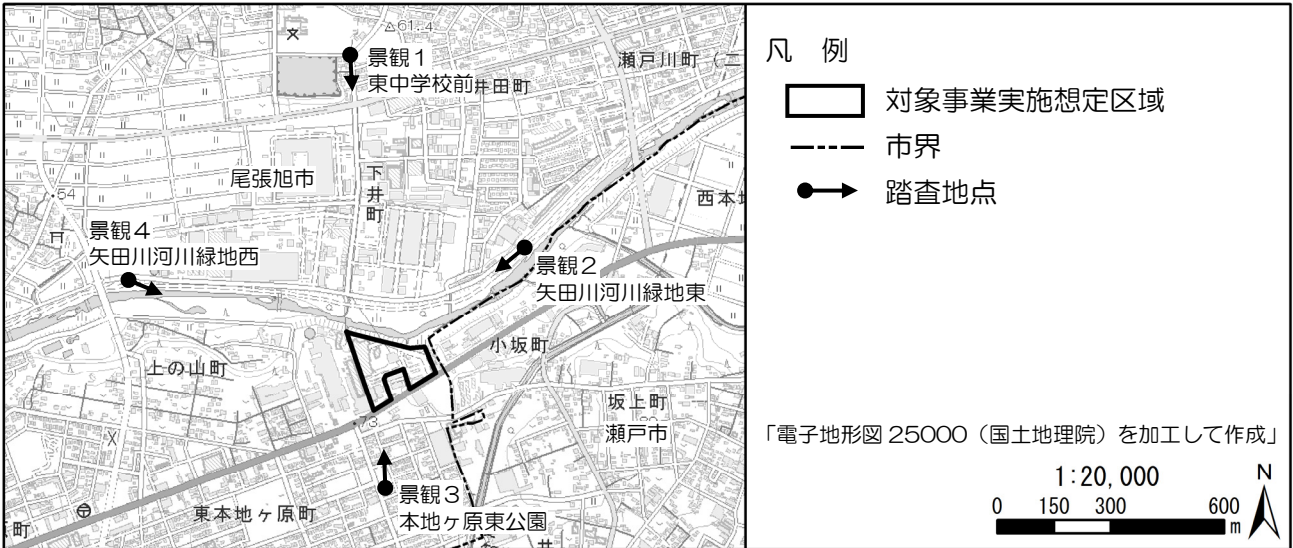 61.4
景観1
東中学校前
井田町
瀬戸川町(二
尾張旭市
下井町
西本地
54
景観4
矢田川河川緑地西
景観2
矢田川河川緑地東
小坂町
上の山町
坂上町
瀬戸市
73
景観3
本地ヶ原東公園
東本地ヶ原町
町
井
凡 例
対象事業実施想定区域
市界
踏査地点
「電子地形図 25000(国土地理院)を加工して作成」
1:20,000
N
0 150 300 600
m